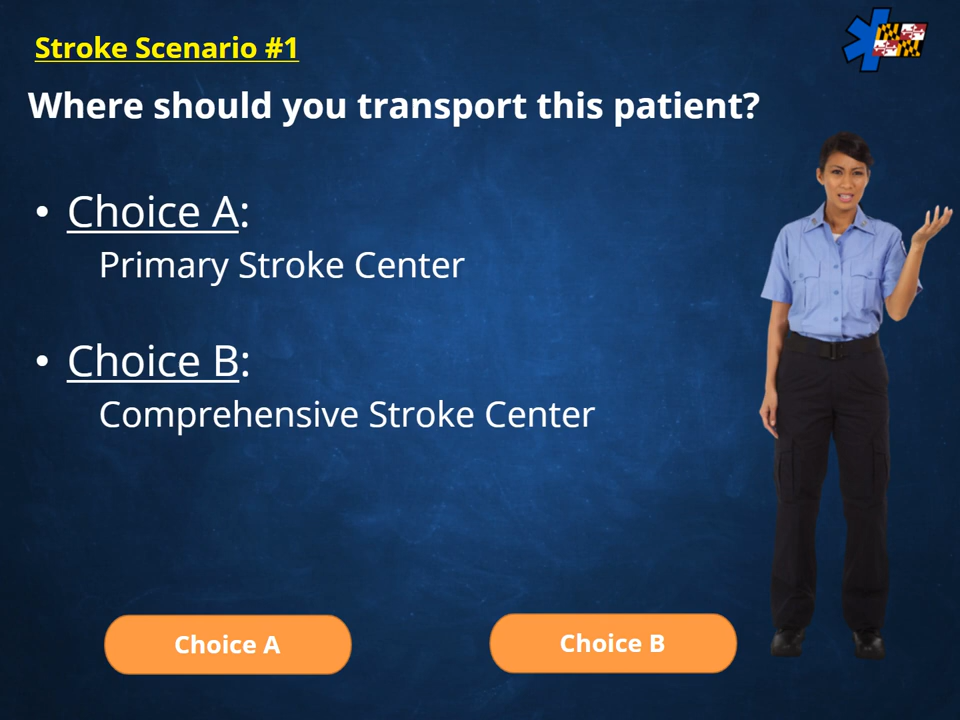 Stroke Scenario #1
Where should you transport this patient?
• Choice A:
Primary Stroke Center
• Choice B:
Comprehensive Stroke Center
Choice A
Choice B